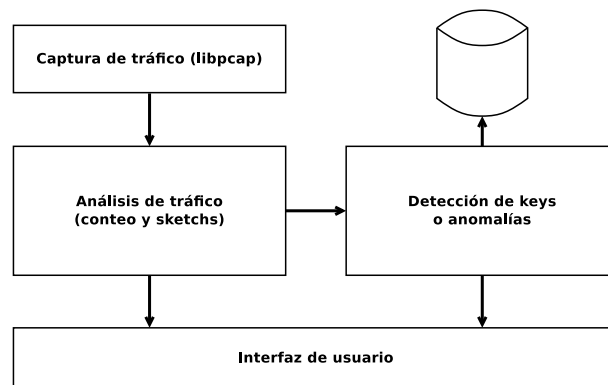 Captura de tráfico (libpcap)
Análisis de tráfico
(conteo y sketchs)
Detección de keys
o anomalías
Interfaz de usuario